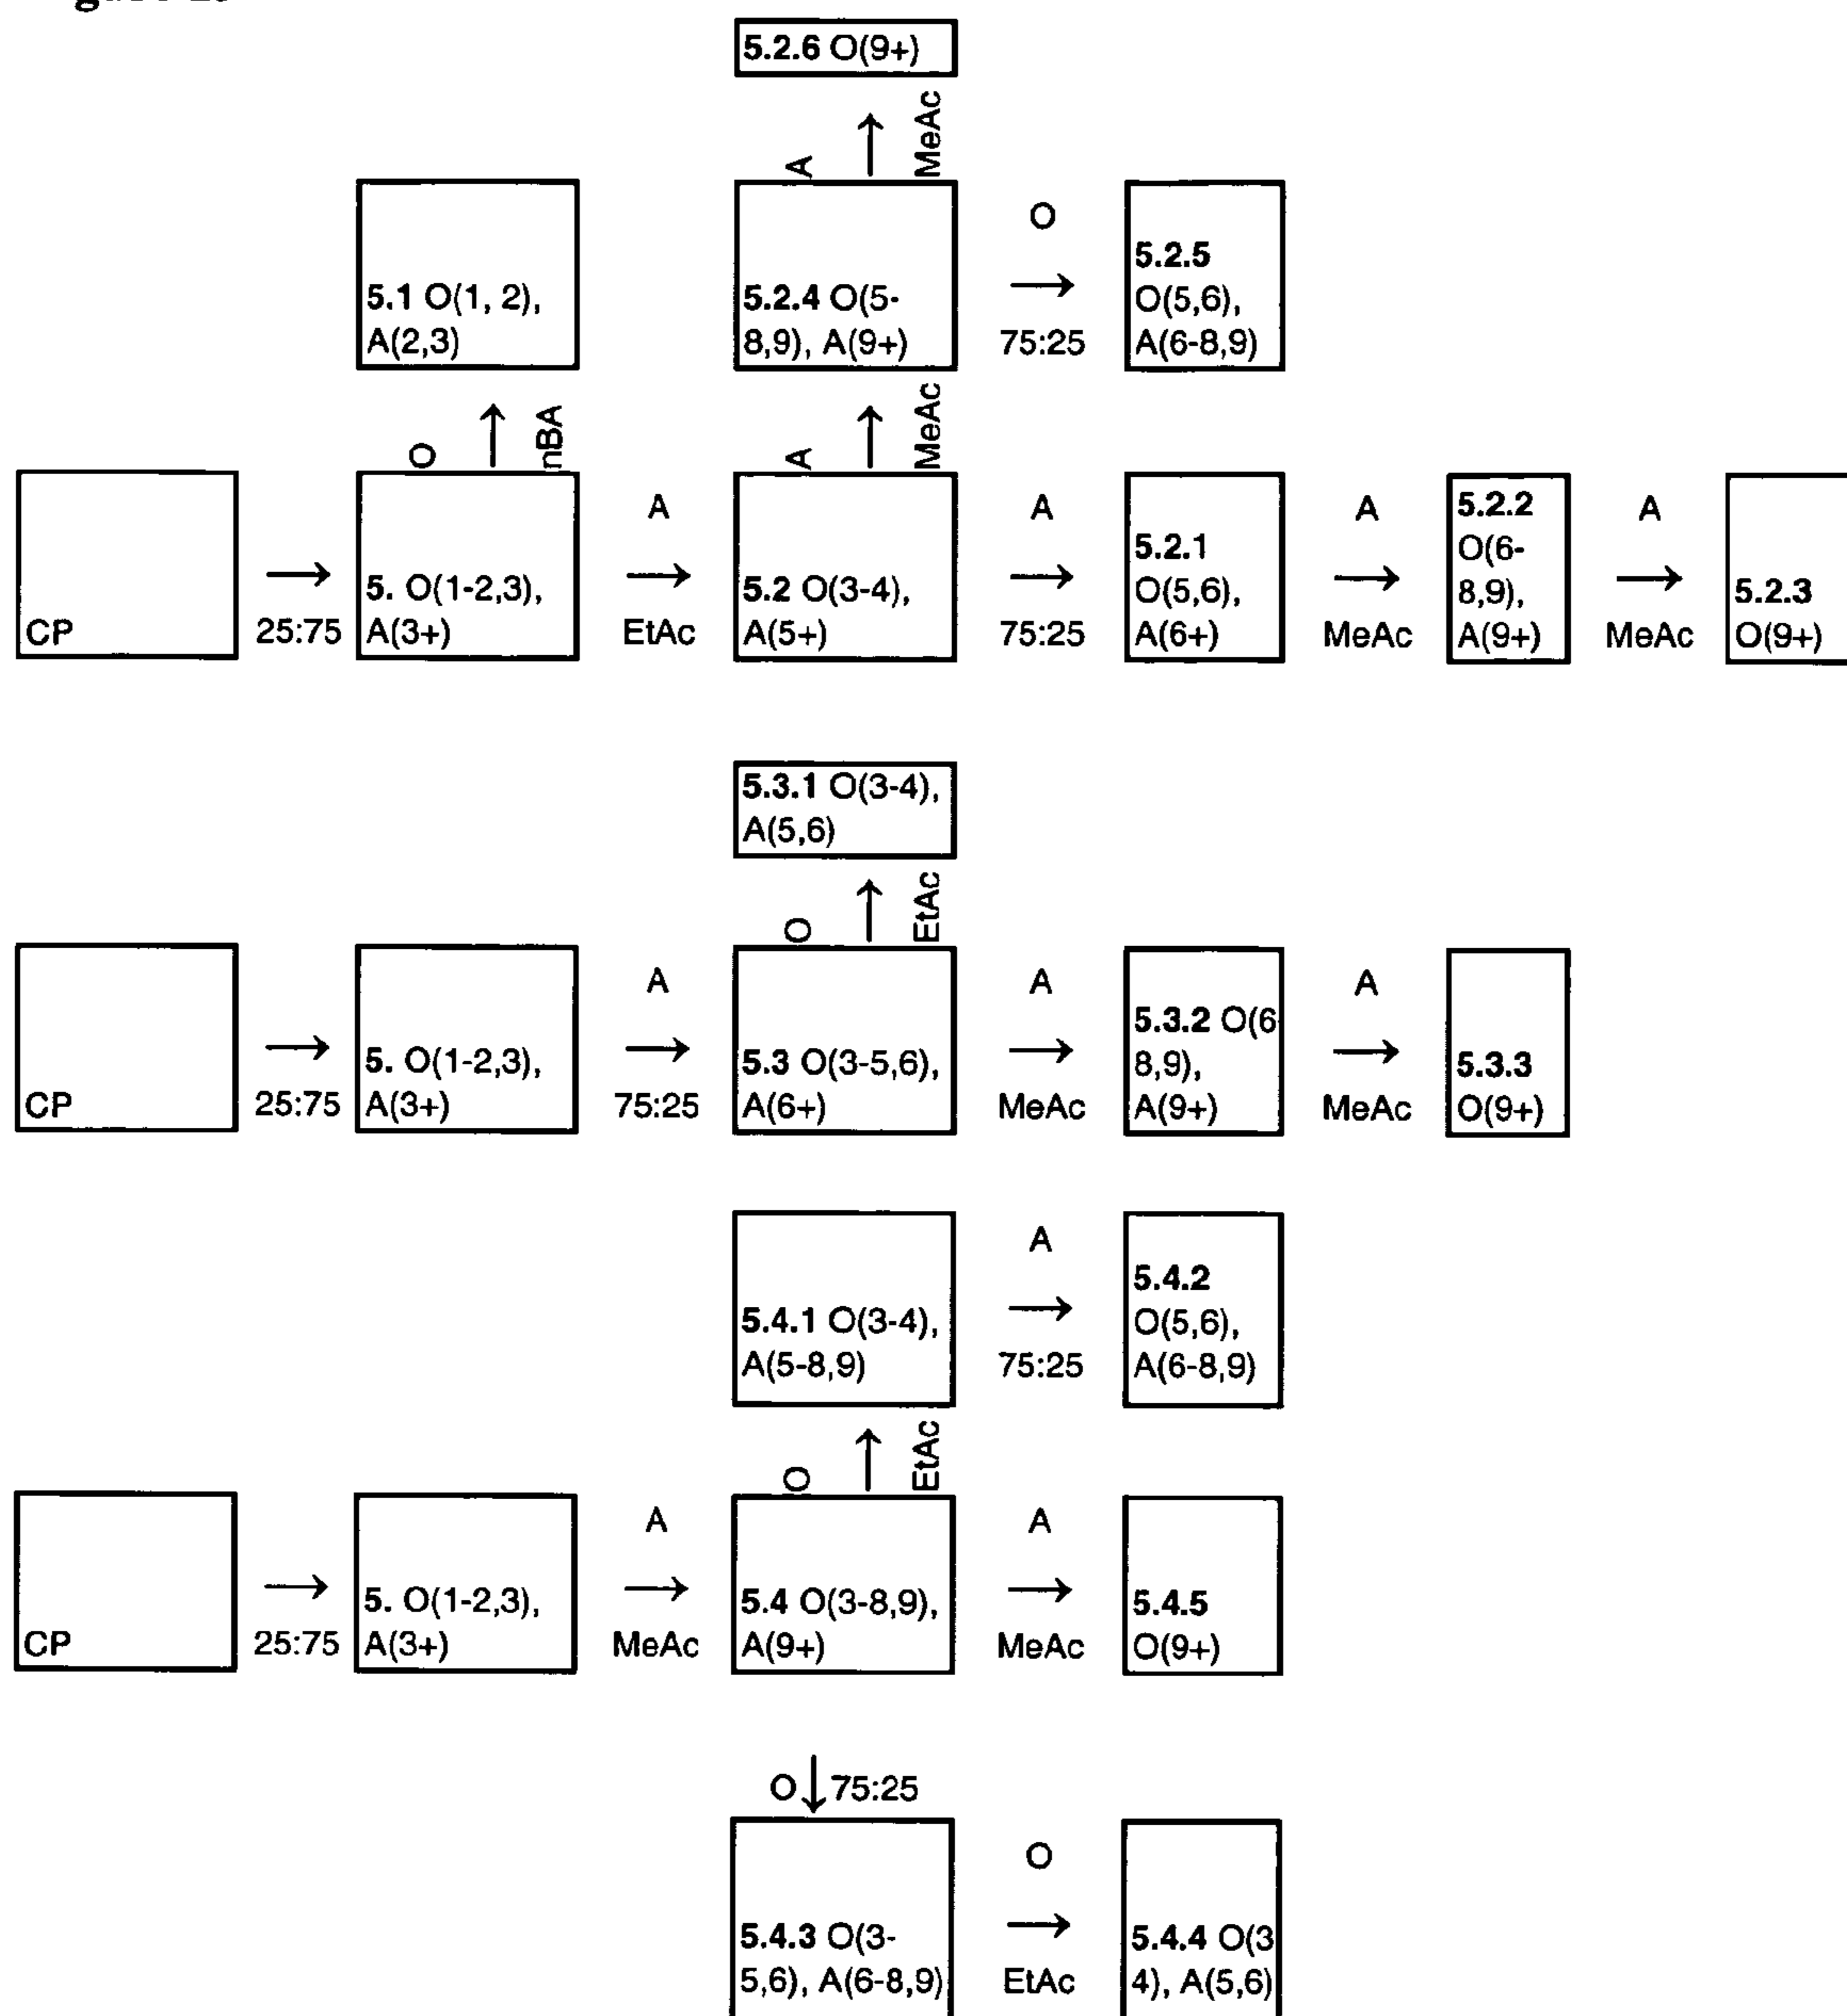 5.2.6 O(9+)
A
MeAc
5.1 O(1, 2),
A(2,3)
5.2.4 O(5-
8,9), A(9+)
O
75:25
5.2.5
O(5,6),
A(6-8,9)
O
nBA
A
MeAc
CP
25:75
5. O(1-2,3),
A(3+)
A
EtAc
5.2 O(3-4),
A(5+)
A
75:25
5.2.1
O(5,6),
A(6+)
A
MeAc
5.2.2
O(6-
8,9),
A(9+)
A
MeAc
5.2.3
O(9+)
5.3.1 O(3-4),
A(5,6)
O
EtAc
CP
25:75
5. O(1-2,3),
A(3+)
A
75:25
5.3 O(3-5,6),
A(6+)
A
MeAc
5.3.2 O(6
8,9),
A(9+)
A
MeAc
5.3.3
O(9+)
5.4.1 O(3-4),
A(5-8,9)
A
75:25
5.4.2
O(5,6),
A(6-8,9)
O
EtAc
CP
25:75
5. O(1-2,3),
A(3+)
A
MeAc
5.4 O(3-8,9),
A(9+)
A
MeAc
5.4.5
O(9+)
O 75:25
5.4.3 O(3-
5,6), A(6-8,9)
O
EtAc
5.4.4 O(3
4), A(5,6)